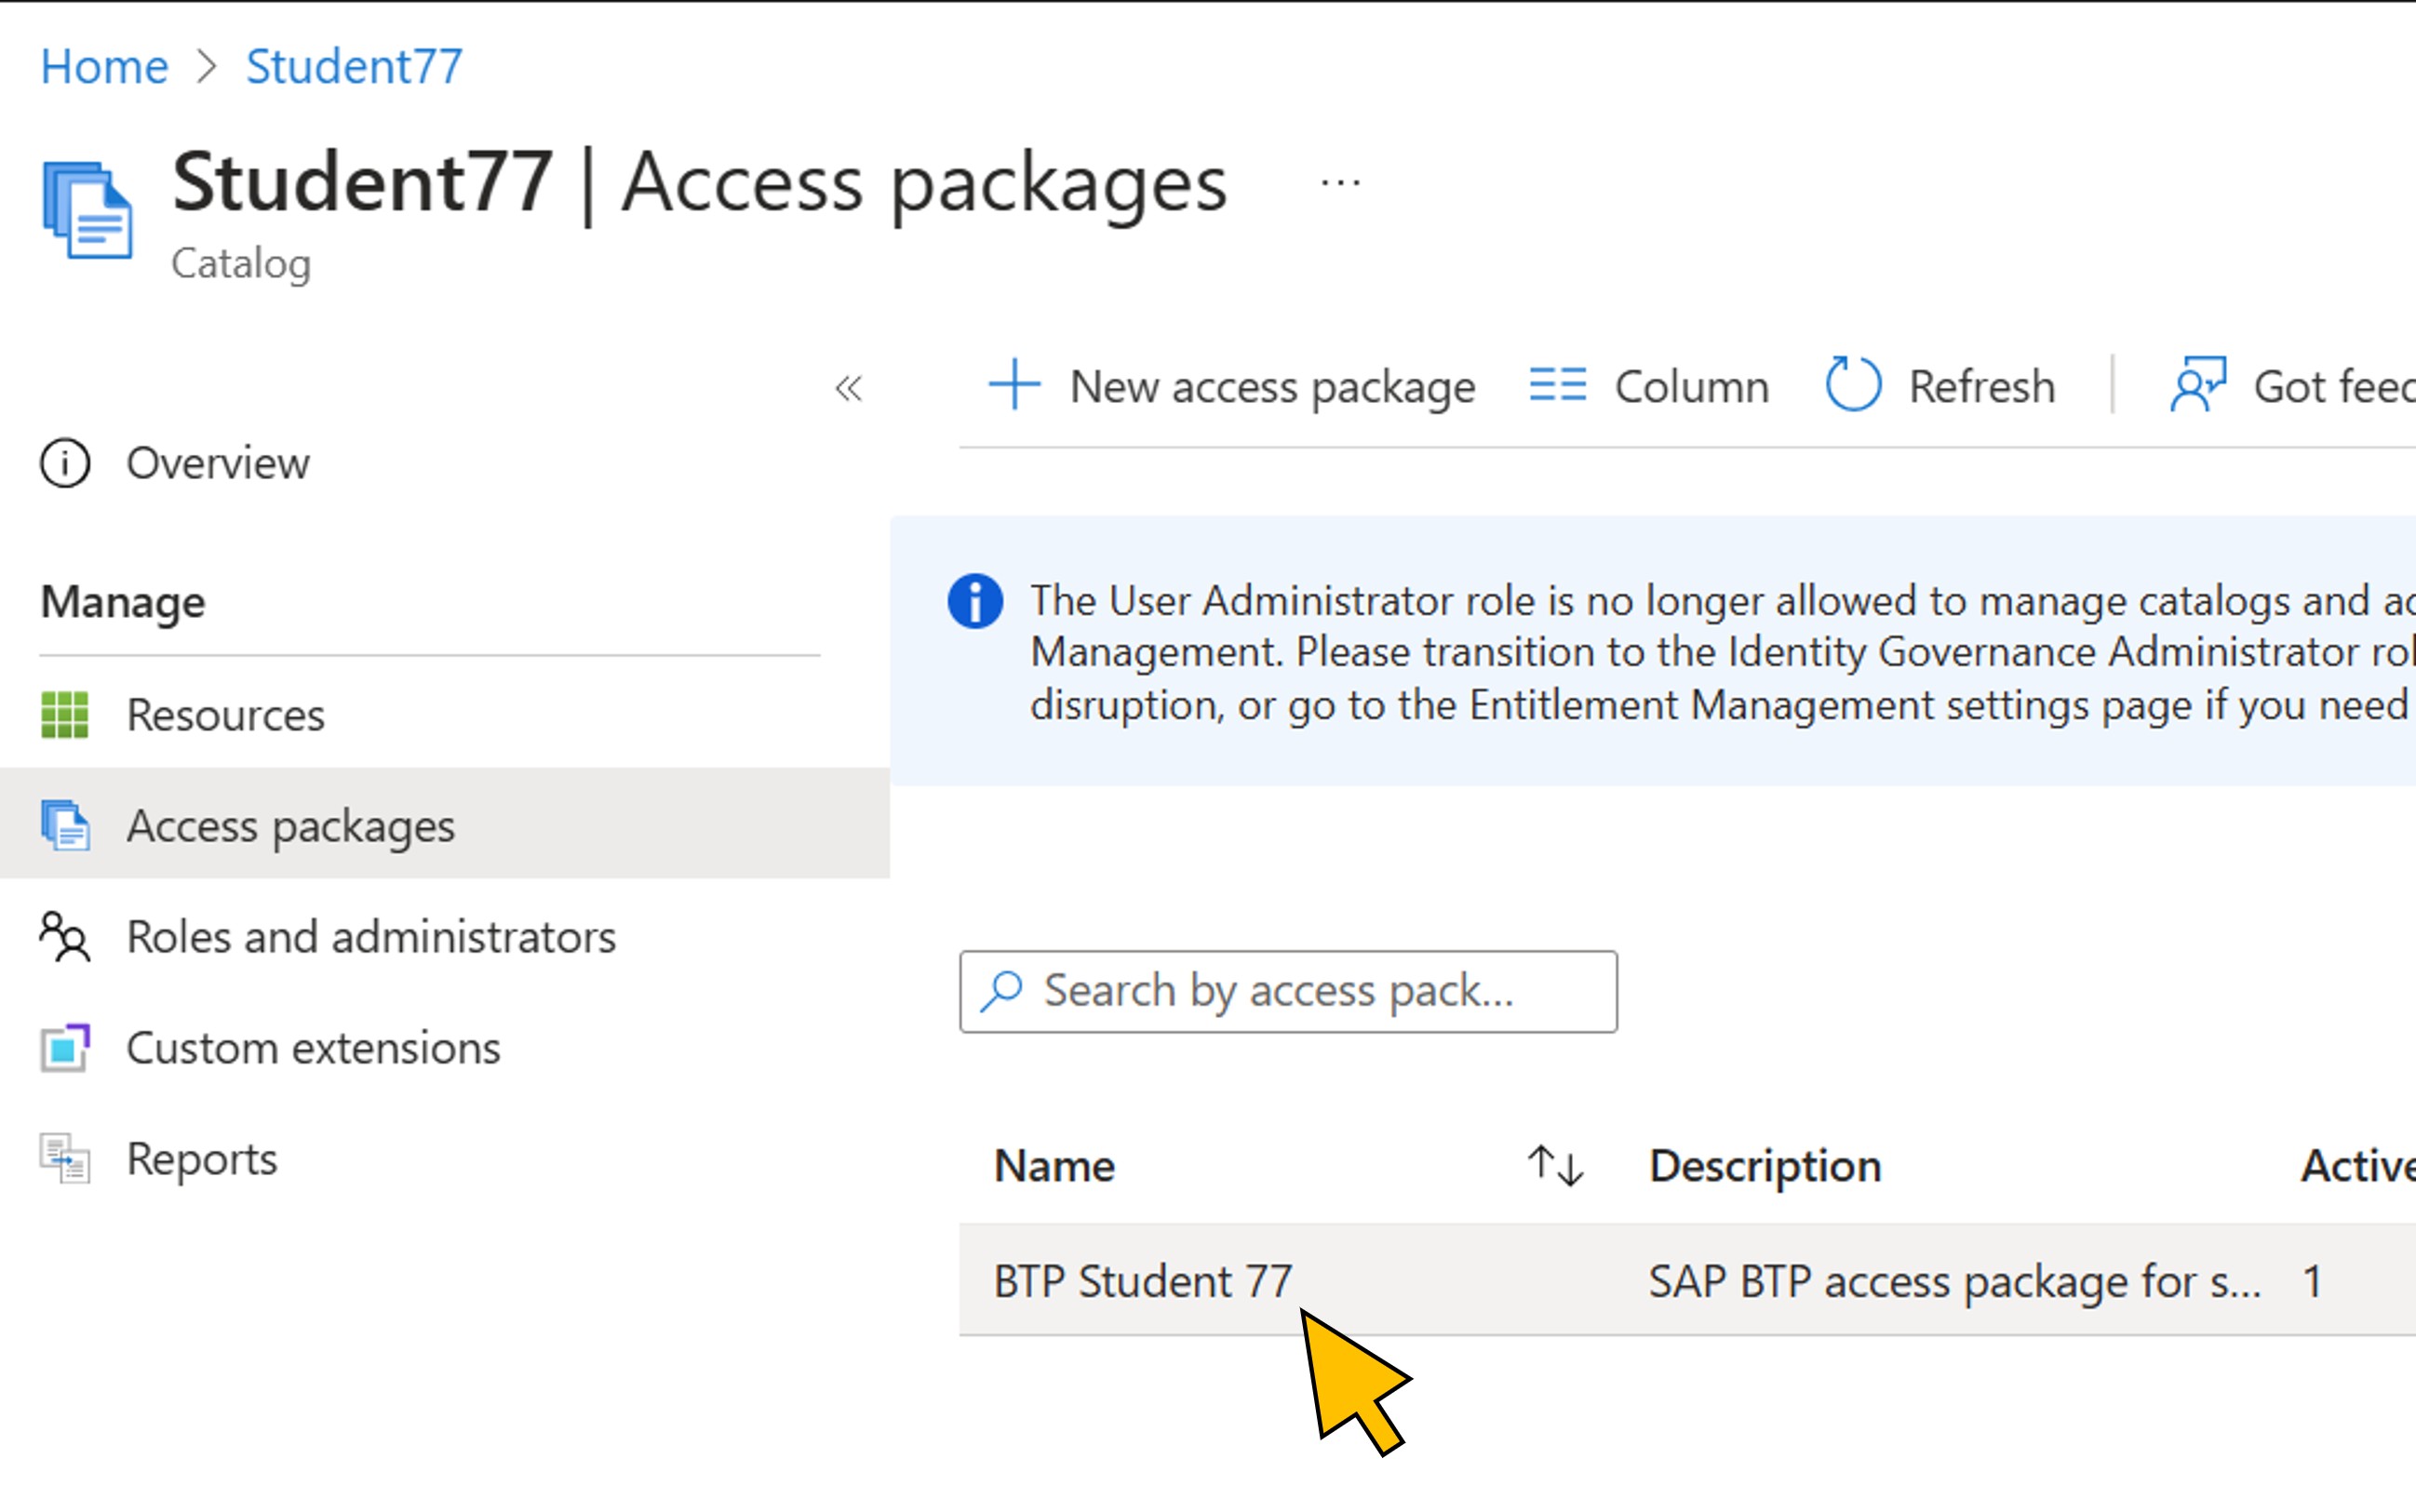 Home > Student77
Student77 | Access packages ...
Catalog
«
New access package Column Refresh | Got feed
Overview
Manage
The User Administrator role is no longer allowed to manage catalogs and ac
Management. Please transition to the Identity Governance Administrator rol
disruption, or go to the Entitlement Management settings page if you need
Resources
Access packages
Roles and administrators
Search by access pack...
Custom extensions
Reports
Name ↑↓ Description Active
BTP Student 77 SAP BTP access package for s... 1